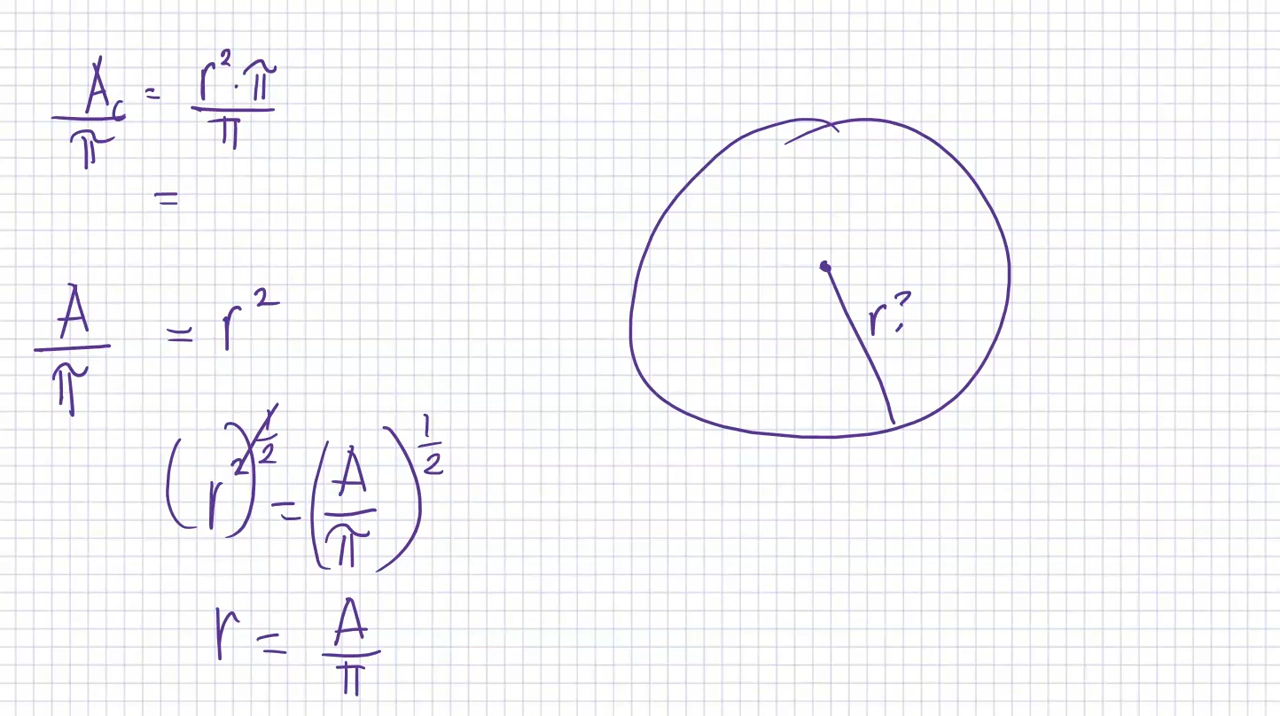 A_c/π = r²·π/π
=
A/π = r²
r?
(r²)^1/2 = (A/π)^1/2
r = A/π